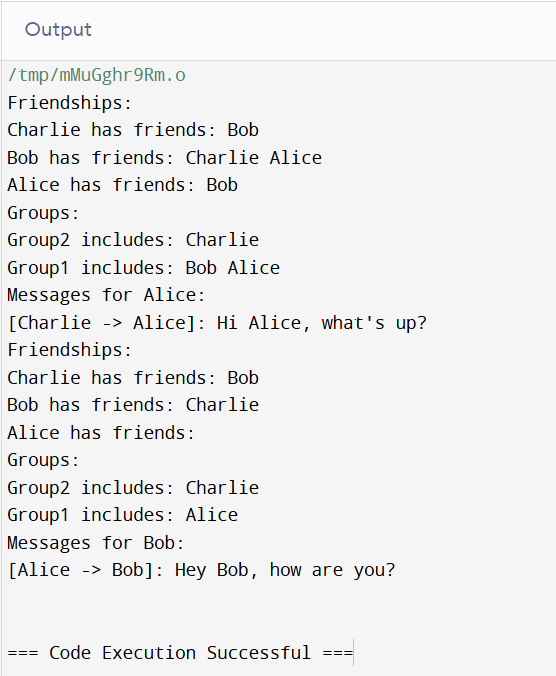 Output
/tmp/mMuGghr9Rm.o
Friendships:
Charlie has friends: Bob
Bob has friends: Charlie Alice
Alice has friends: Bob
Groups:
Group2 includes: Charlie
Group1 includes: Bob Alice
Messages for Alice:
[Charlie -> Alice]: Hi Alice, what's up?
Friendships:
Charlie has friends: Bob
Bob has friends: Charlie
Alice has friends:
Groups:
Group2 includes: Charlie
Group1 includes: Alice
Messages for Bob:
[Alice -> Bob]: Hey Bob, how are you?
=== Code Execution Successful ===